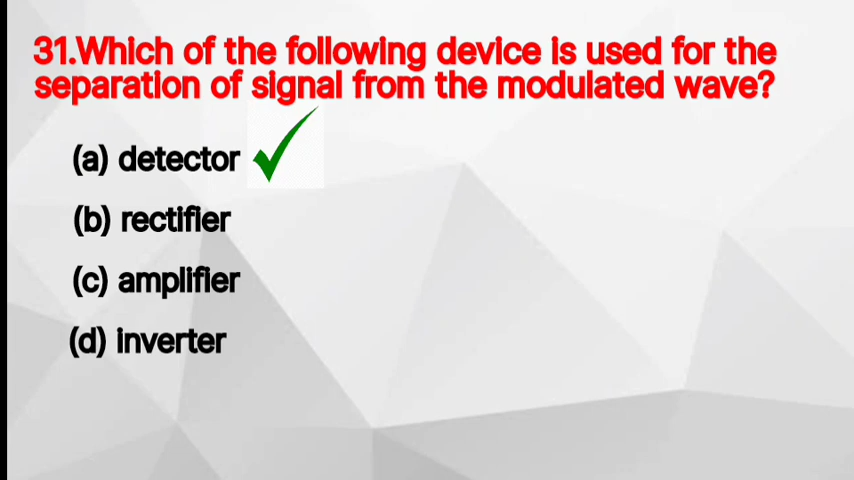 31.Which of the following device is used for the
separation of signal from the modulated wave?
(a) detector
(b) rectifier
(c) amplifier
(d) inverter